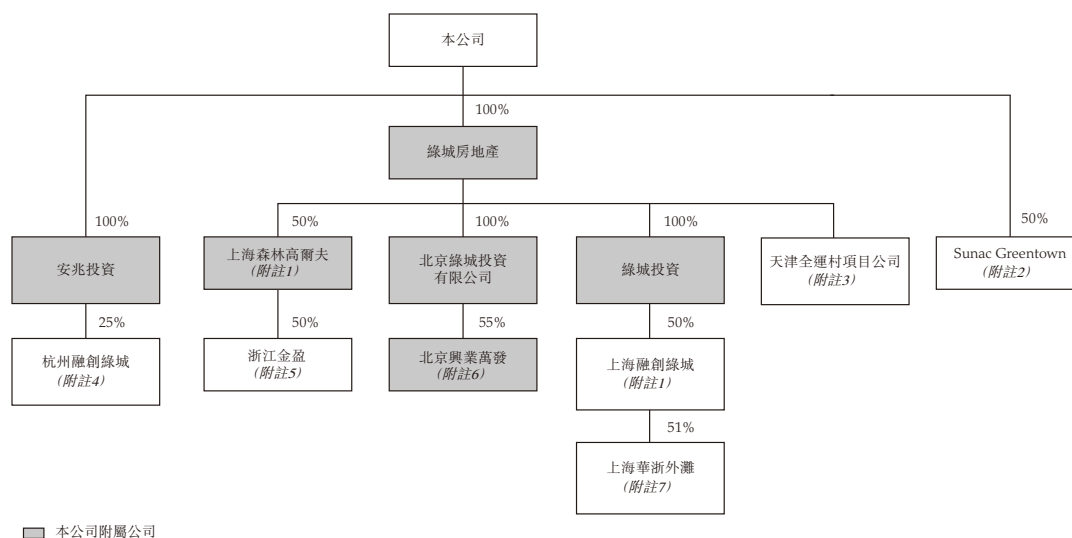 本公司
100%
綠城房地產
100%
50%
100%
100%
50%
安兆投資
上海森林高爾夫
(附註1)
北京綠城投資
有限公司
綠城投資
天津全運村項目公司
(附註3)
Sunac Greentown
(附註2)
25%
50%
55%
50%
杭州融創綠城
(附註4)
浙江金盈
(附註5)
北京興業萬發
(附註6)
上海融創綠城
(附註1)
51%
上海華浙外灘
(附註7)
本公司附屬公司